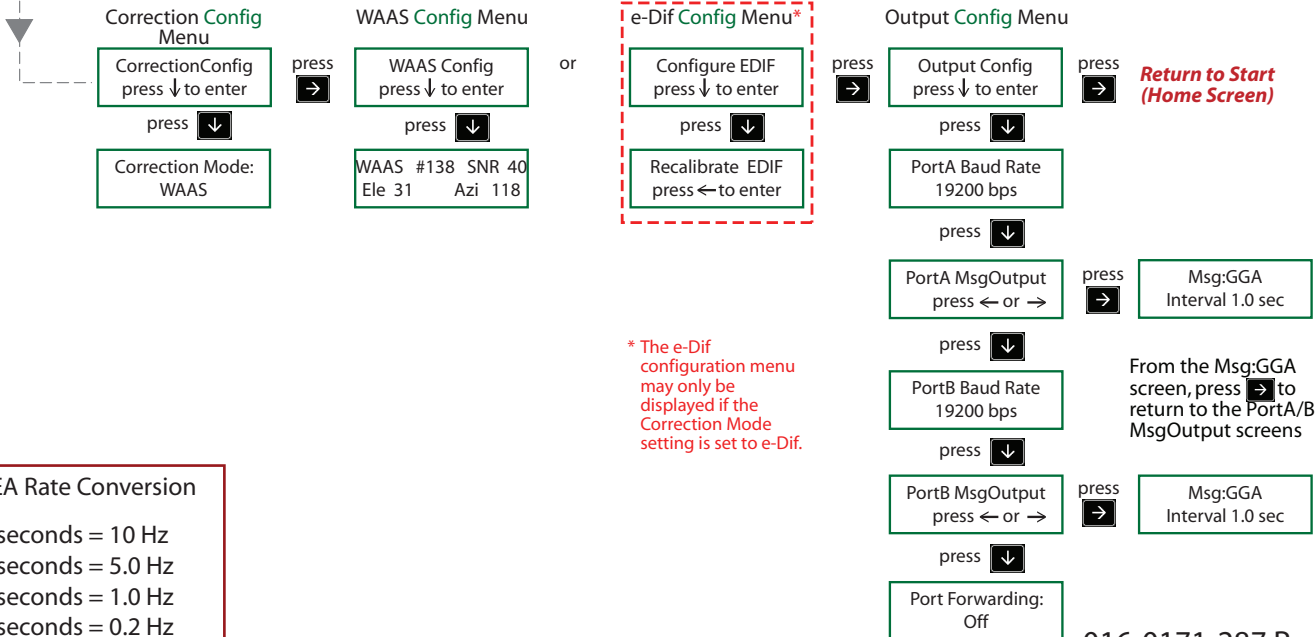 Correction Config
Menu
CorrectionConfig
press ↓ to enter
press →
press ↓
Correction Mode:
WAAS
WAAS Config Menu
WAAS Config
press ↓ to enter
press ↓
WAAS #138 SNR 40
Ele 31 Azi 118
or
e-Dif Config Menu*
Configure EDIF
press ↓ to enter
press →
press ↓
Recalibrate EDIF
press ← to enter
* The e-Dif
configuration menu
may only be
displayed if the
Correction Mode
setting is set to e-Dif.
Output Config Menu
Output Config
press ↓ to enter
press →
Return to Start
(Home Screen)
press ↓
PortA Baud Rate
19200 bps
press ↓
PortA MsgOutput
press ← or →
press →
Msg:GGA
Interval 1.0 sec
press ↓
From the Msg:GGA
screen, press → to
return to the PortA/B
MsgOutput screens
PortB Baud Rate
19200 bps
press ↓
PortB MsgOutput
press ← or →
press →
Msg:GGA
Interval 1.0 sec
press ↓
Port Forwarding:
Off
EA Rate Conversion
seconds = 10 Hz
seconds = 5.0 Hz
seconds = 1.0 Hz
seconds = 0.2 Hz